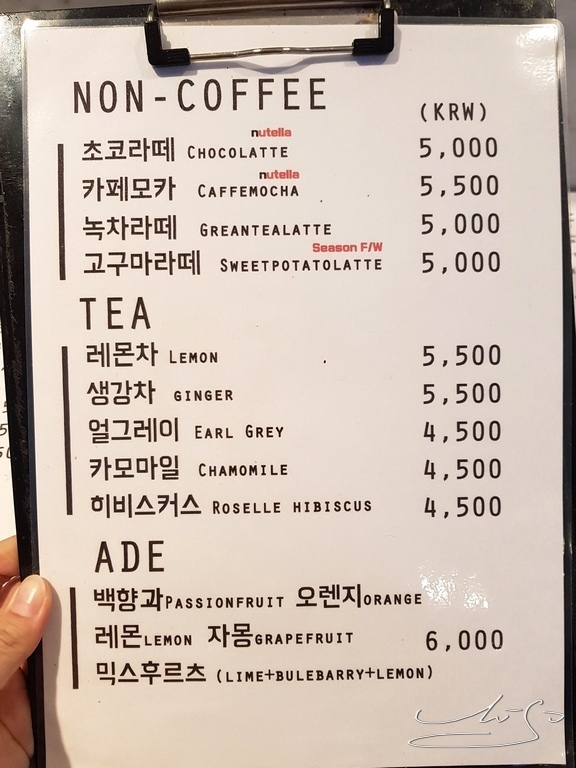 NON-COFFEE
(KRW)
nutella
초코라떼 CHOCOLATTE 5,000
nutella
카페모카 CAFFEMOCHA 5,500
녹차라떼 GREANTEALATTE 5,000
Season F/W
고구마라떼 SWEETPOTATOLATTE 5,000
TEA
레몬차 LEMON 5,500
생강차 GINGER 5,500
얼그레이 EARL GREY 4,500
카모마일 CHAMOMILE 4,500
히비스커스 ROSELLE HIBISCUS 4,500
ADE
백향과PASSIONFRUIT 오렌지ORANGE
레몬LEMON 자몽GRAPEFRUIT 6,000
믹스후르츠 (LIME+BULEBARRY+LEMON)